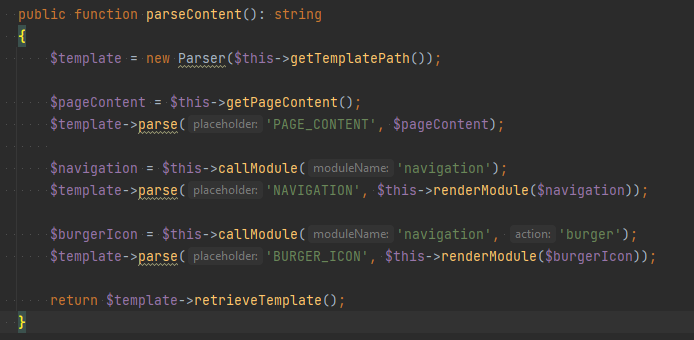 public function parseContent(): string
{
$template = new Parser($this->getTemplatePath());
$pageContent = $this->getPageContent();
$template->parse( placeholder: 'PAGE_CONTENT', $pageContent);
$navigation = $this->callModule( moduleName: 'navigation');
$template->parse( placeholder: 'NAVIGATION', $this->renderModule($navigation));
$burgerIcon = $this->callModule( moduleName: 'navigation', action: 'burger');
$template->parse( placeholder: 'BURGER_ICON', $this->renderModule($burgerIcon));
return $template->retrieveTemplate();
}